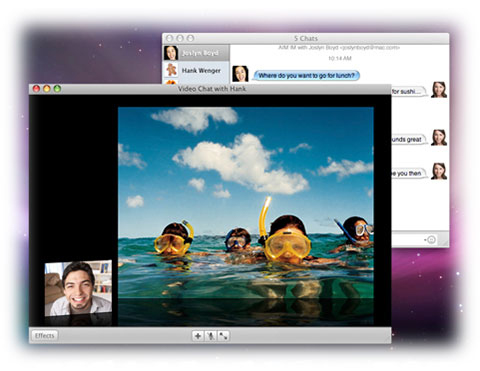 5 Chats
AIM IM with Joslyn Boyd <joslynboyd@mac.com>
10:14 AM
Joslyn Boyd
Hank Wenger
Where do you want to go for lunch?
for sushi...
unds great
e you then
Video Chat with Hank
Effects